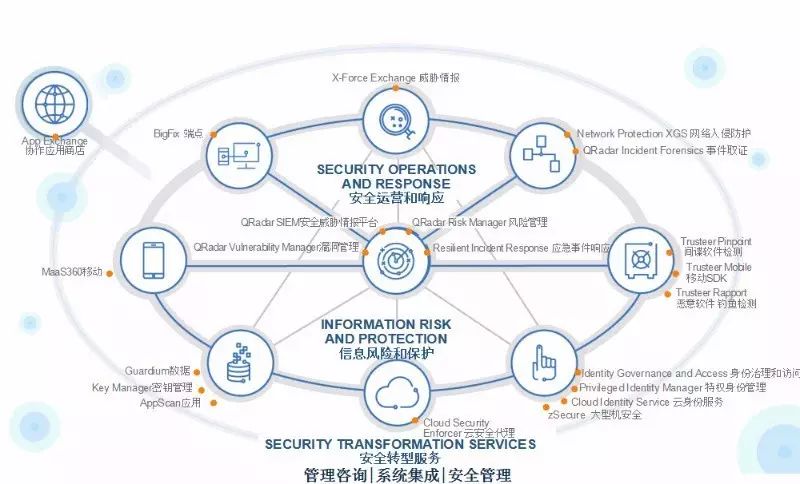 X-Force Exchange 威胁情报
App Exchange
协作应用商店
BigFix 端点
Network Protection XGS 网络入侵防护
QRadar Incident Forensics 事件取证
SECURITY OPERATIONS
AND RESPONSE
安全运营和响应
QRadar SIEM安全威胁情报平台
QRadar Risk Manager 风险管理
QRadar Vulnerability Manager漏洞管理
Resilient Incident Response 应急事件响应
Trusteer Pinpoint
间谍软件检测
MaaS360移动
Trusteer Mobile
移动SDK
Trusteer Rapport
恶意软件 钓鱼检测
INFORMATION RISK
AND PROTECTION
信息风险和保护
Guardium数据
Key Manager密钥管理
AppScan应用
Identity Governance and Access 身份治理和访问
Privileged Identity Manager 特权身份管理
Cloud Identity Service 云身份服务
zSecure 大型机安全
Cloud Security
Enforcer 云安全代理
SECURITY TRANSFORMATION SERVICES
安全转型服务
管理咨询|系统集成|安全管理